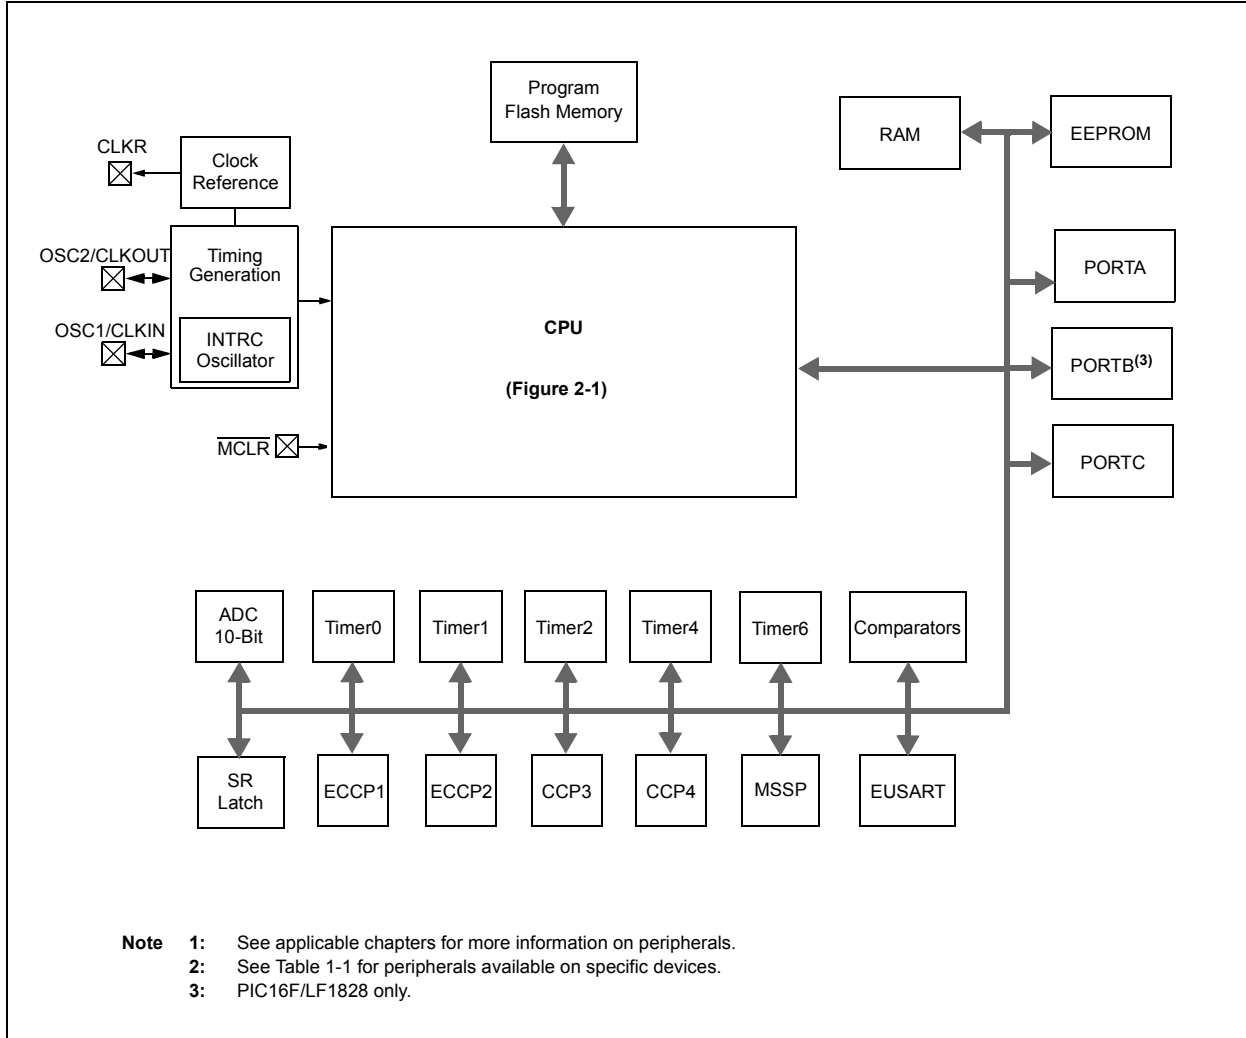 Program
Flash Memory
RAM
EEPROM
CLKR
Clock
Reference
OSC2/CLKOUT
Timing
Generation
PORTA
OSC1/CLKIN
INTRC
Oscillator
CPU
(Figure 2-1)
PORTB(3)
MCLR
PORTC
ADC
10-Bit
Timer0
Timer1
Timer2
Timer4
Timer6
Comparators
SR
Latch
ECCP1
ECCP2
CCP3
CCP4
MSSP
EUSART
Note 1: See applicable chapters for more information on peripherals.
2: See Table 1-1 for peripherals available on specific devices.
3: PIC16F/LF1828 only.